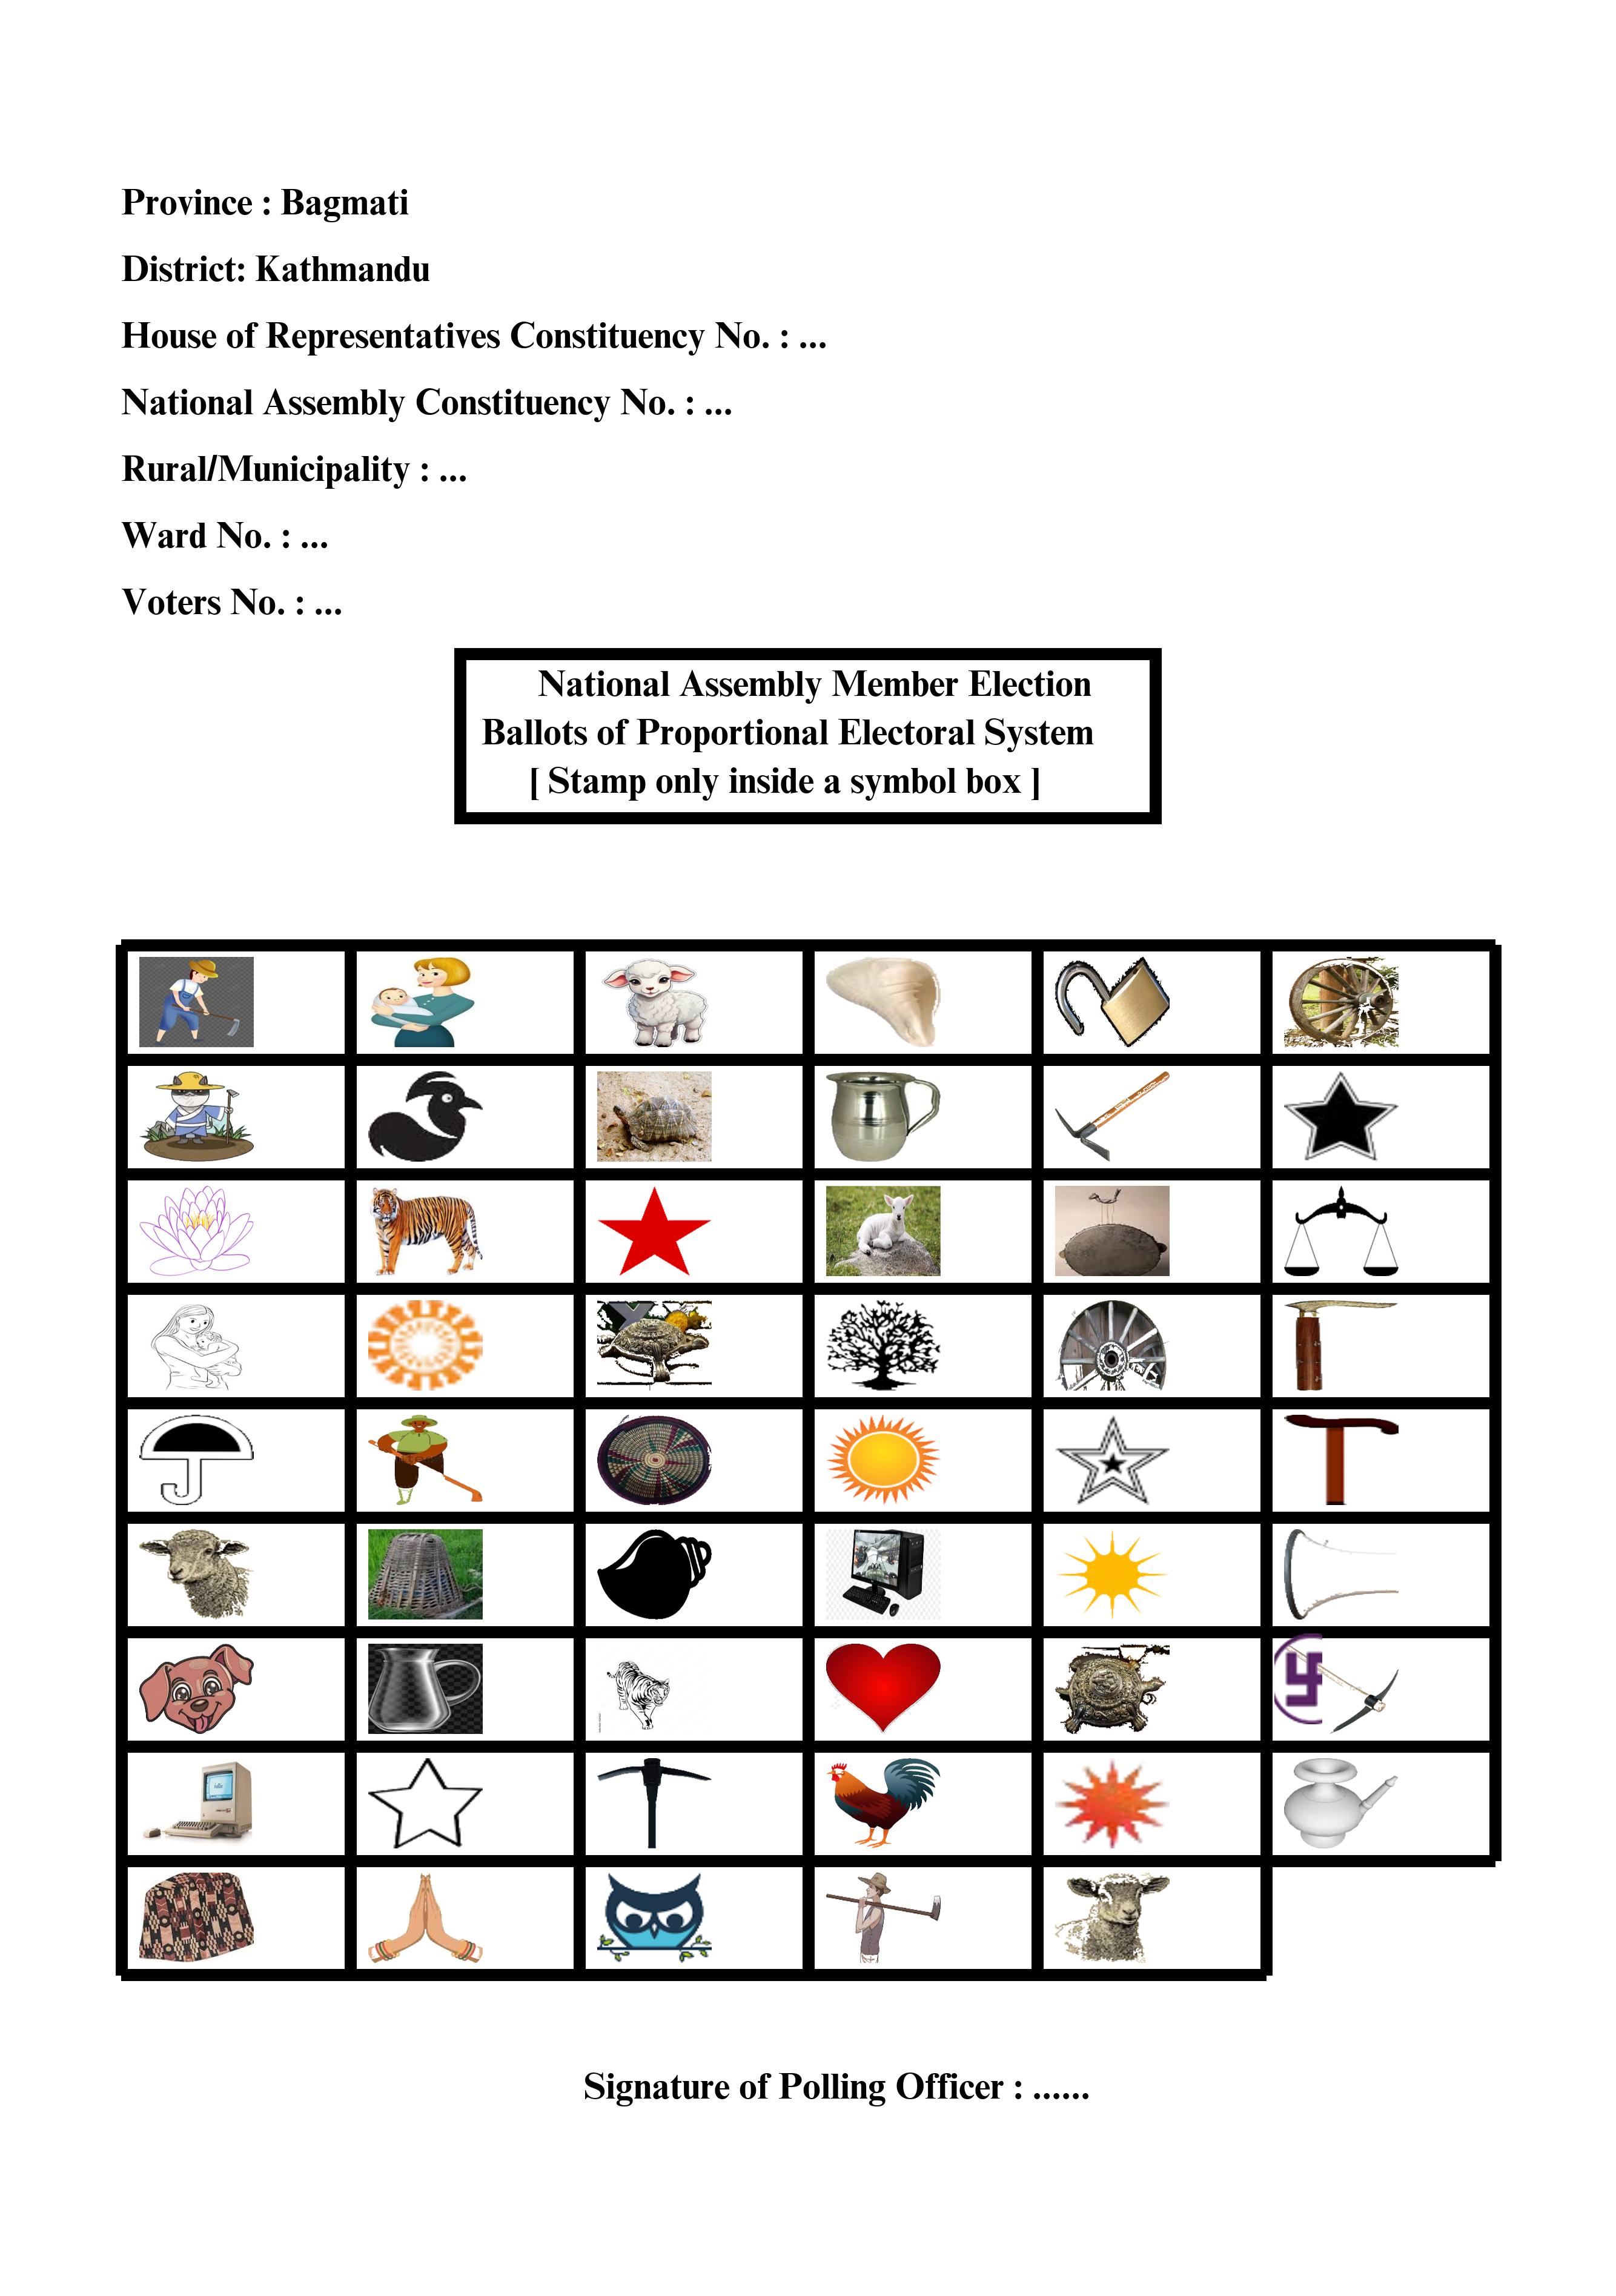 Province : Bagmati
District: Kathmandu
House of Representatives Constituency No. : ...
National Assembly Constituency No. : ...
Rural/Municipality : ...
Ward No. : ...
Voters No. : ...
National Assembly Member Election
Ballots of Proportional Electoral System
[ Stamp only inside a symbol box ]
Signature of Polling Officer : ......